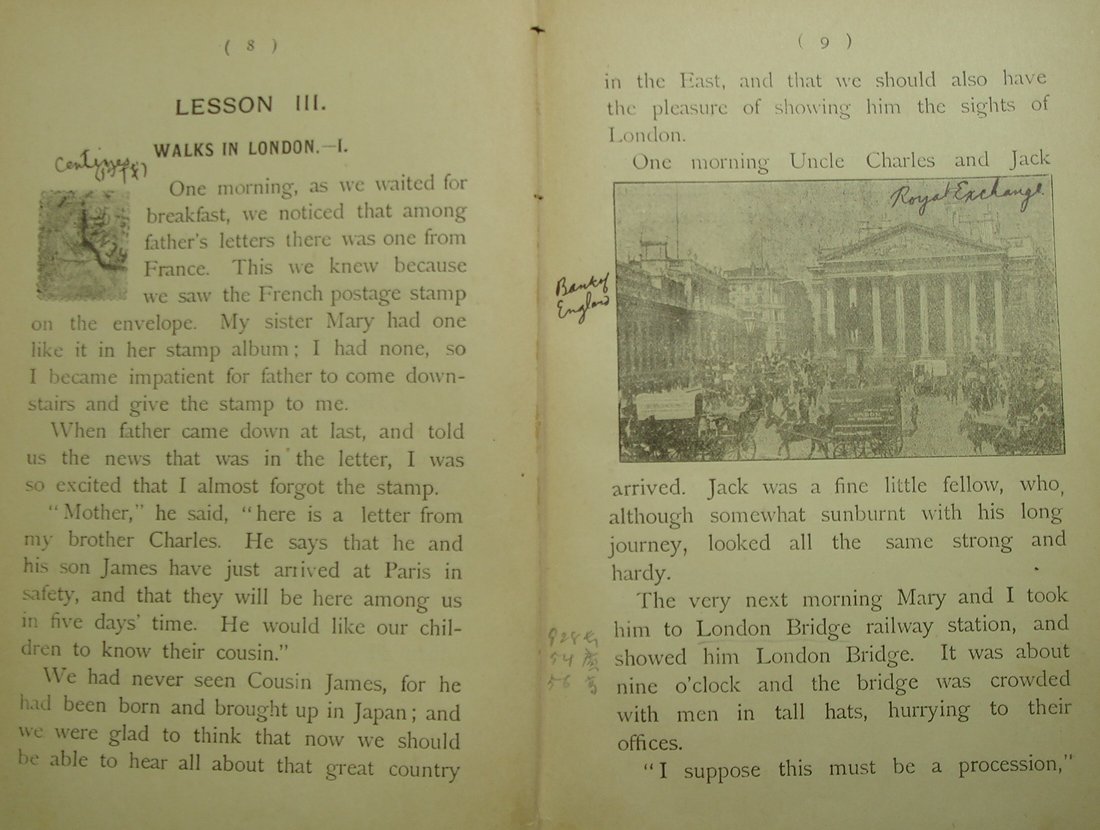 ( 8 )
LESSON III.
WALKS IN LONDON.—I.
One morning, as we waited for
breakfast, we noticed that among
father's letters there was one from
France. This we knew because
we saw the French postage stamp
on the envelope. My sister Mary had one
like it in her stamp album; I had none, so
I became impatient for father to come down-
stairs and give the stamp to me.
When father came down at last, and told
us the news that was in the letter, I was
so excited that I almost forgot the stamp.
"Mother," he said, "here is a letter from
my brother Charles. He says that he and
his son James have just arrived at Paris in
safety, and that they will be here among us
in five days' time. He would like our chil-
dren to know their cousin."
We had never seen Cousin James, for he
had been born and brought up in Japan; and
we were glad to think that now we should
be able to hear all about that great country
( 9 )
in the East, and that we should also have
the pleasure of showing him the sights of
London.
One morning Uncle Charles and Jack
Royal Exchange
Bank of
England
arrived. Jack was a fine little fellow, who,
although somewhat sunburnt with his long
journey, looked all the same strong and
hardy.
The very next morning Mary and I took
him to London Bridge railway station, and
showed him London Bridge. It was about
nine o'clock and the bridge was crowded
with men in tall hats, hurrying to their
offices.
"I suppose this must be a procession,"
928
54
56